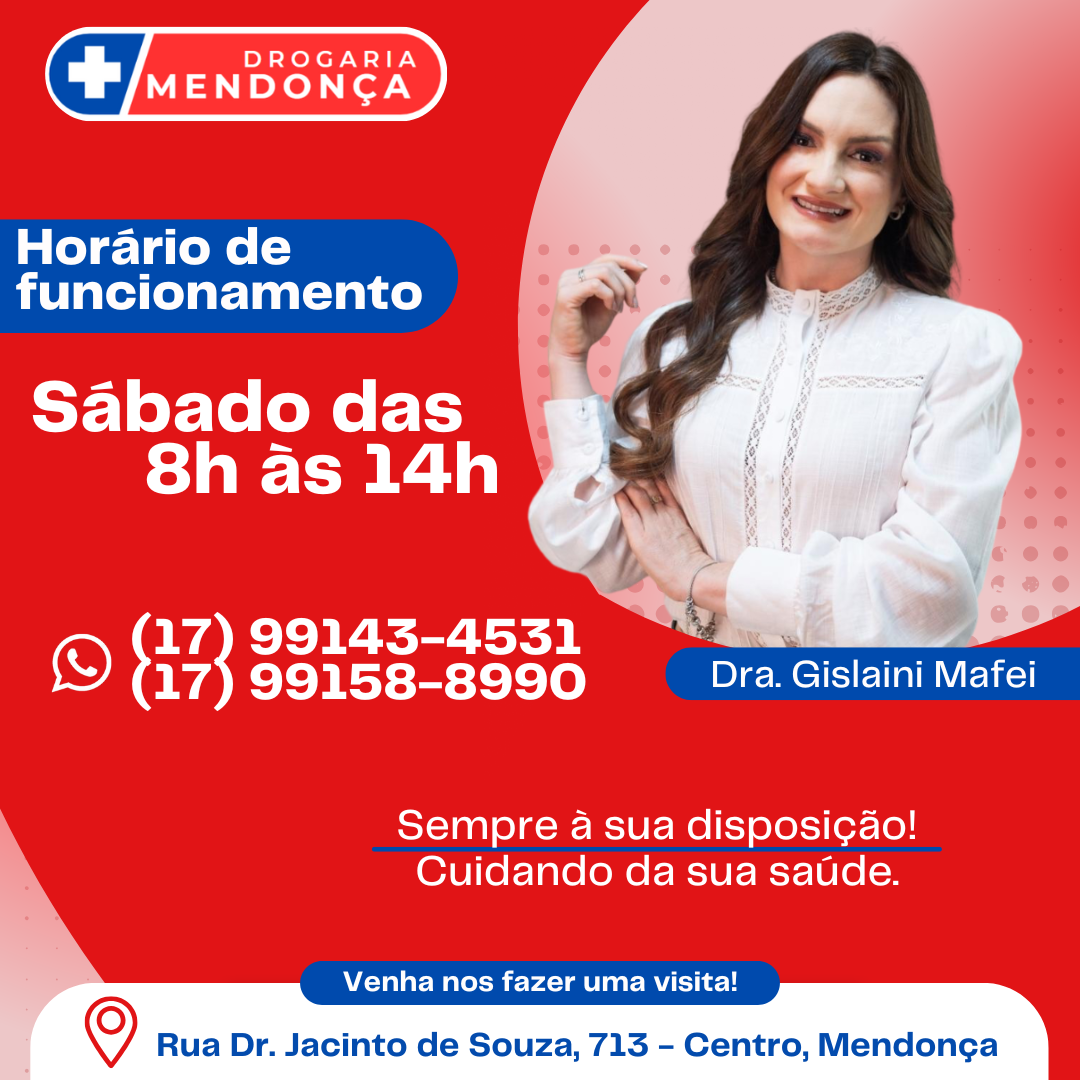 DROGARIA
MENDONÇA
Horário de
funcionamento
Sábado das
8h às 14h
(17) 99143-4531
(17) 99158-8990
Dra. Gislaini Mafei
Sempre à sua disposição!
Cuidando da sua saúde.
Venha nos fazer uma visita!
Rua Dr. Jacinto de Souza, 713 - Centro, Mendonça